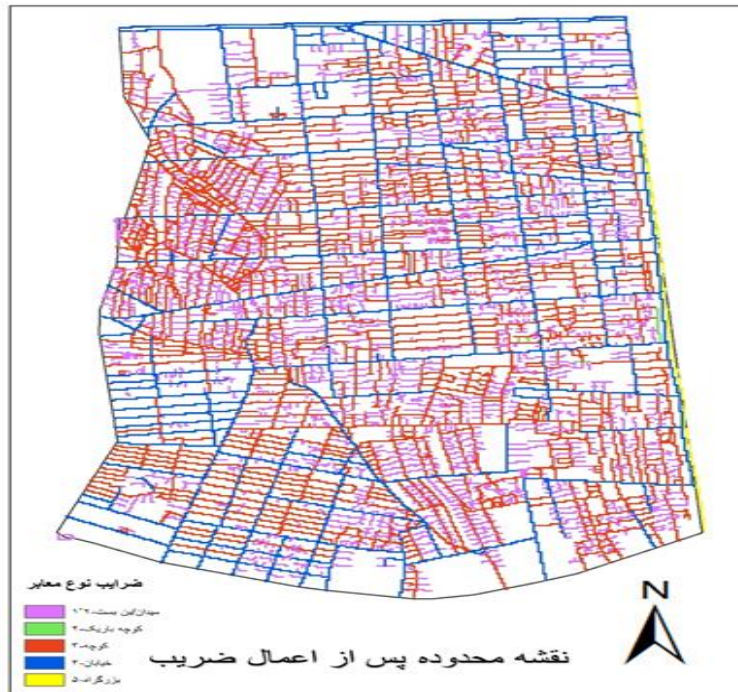 N
ضرایب نوع معابر
میدان/بن بست-۱*۲
کوچه باریک-۲
کوچه-۳
خیابان-۴
بزرگراه-۵
نقشه محدوده پس از اعمال ضریب